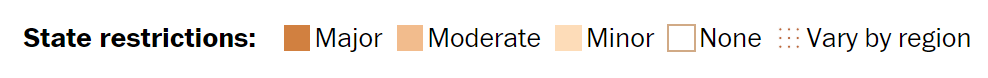 State restrictions: Major Moderate Minor None Vary by region